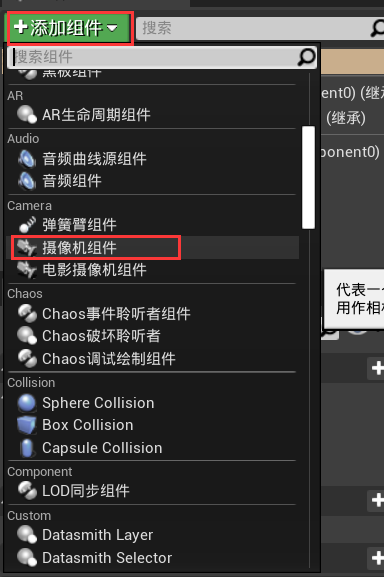 添加组件
搜索
搜索组件
黑板组件
AR
AR生命周期组件
ent0) (继承
Audio
(继承)
音频曲线源组件
ponent0)
音频组件
Camera
弹簧臂组件
摄像机组件
电影摄像机组件
代表一
Chaos
用作相
Chaos事件聆听者组件
Chaos破坏聆听者
Chaos调试绘制组件
Collision
Sphere Collision
Box Collision
Capsule Collision
Component
LOD同步组件
Custom
Datasmith Layer
Datasmith Selector